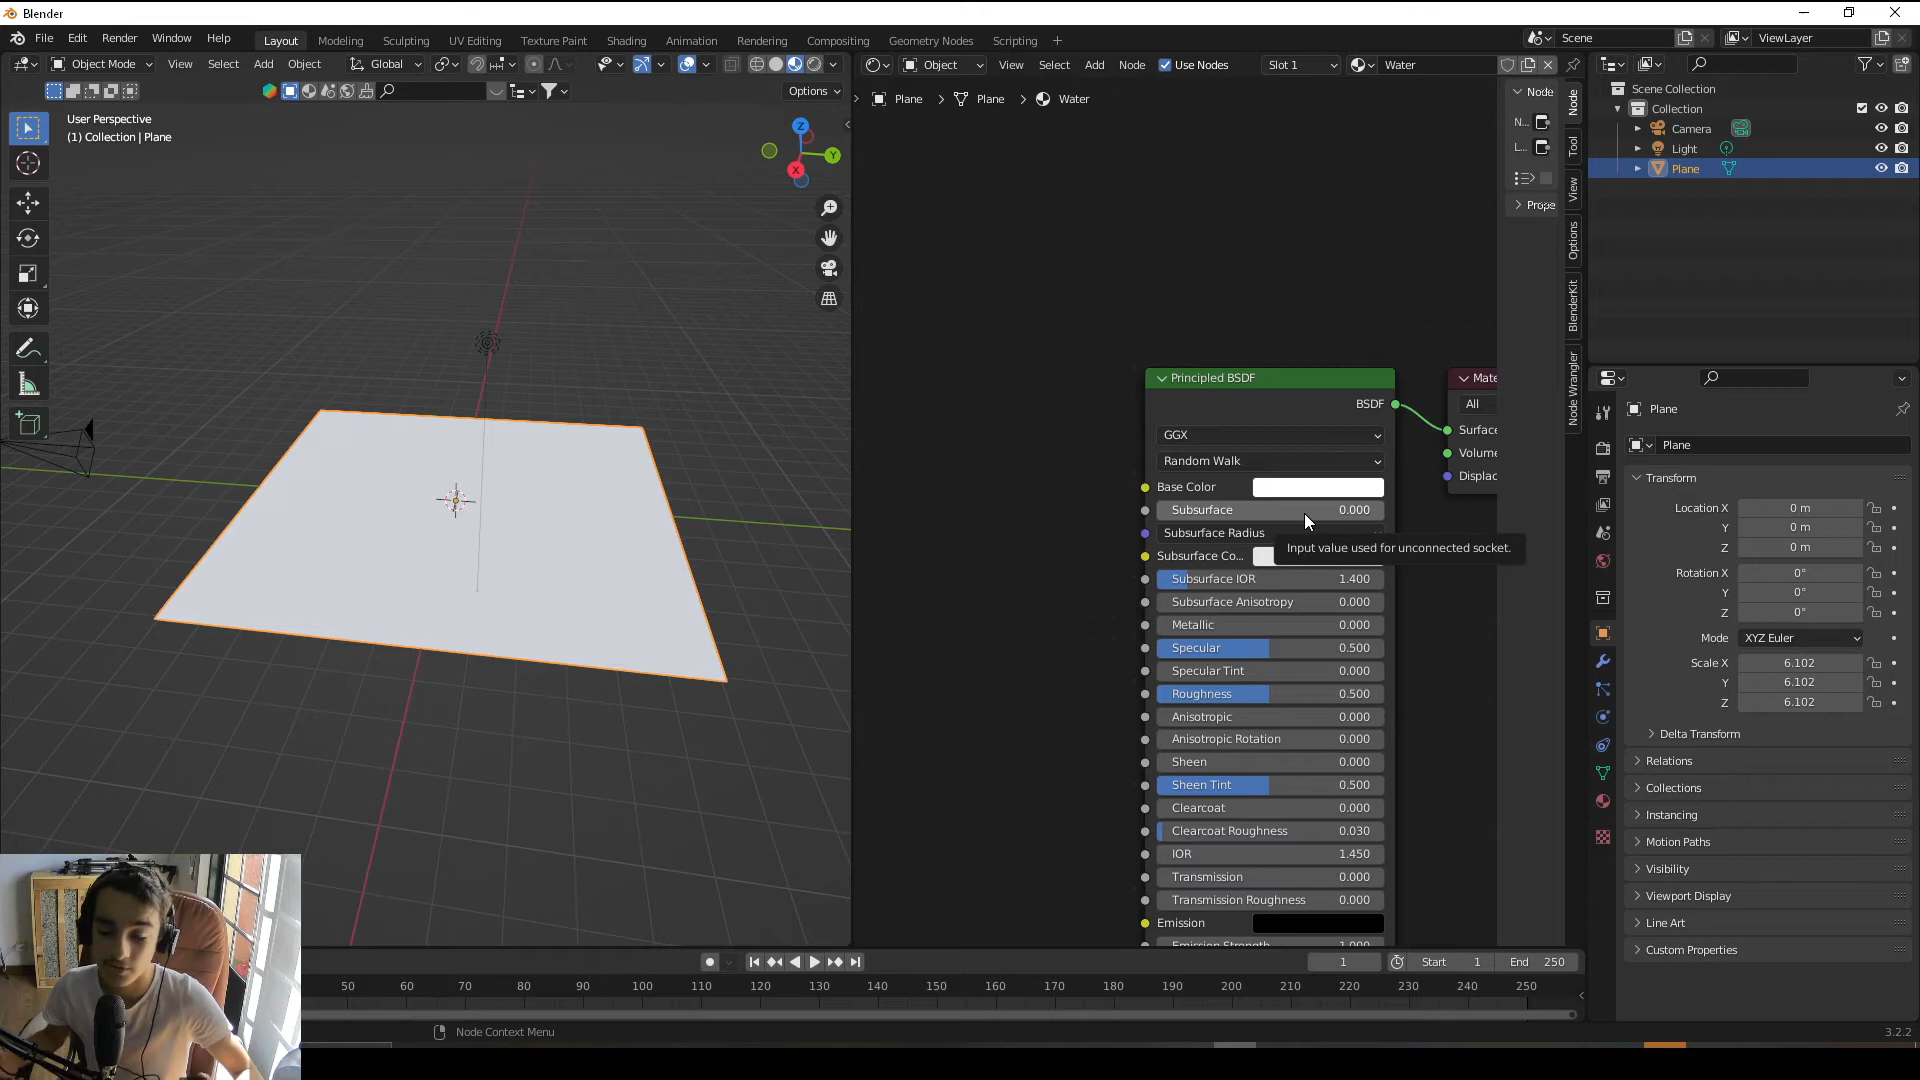 Blender
File Edit Render Window Help
Layout Modeling Sculpting UV Editing Texture Paint Shading Animation Rendering Compositing Geometry Nodes Scripting +
Scene
ViewLayer
Object Mode View Select Add Object Global
Options
Object View Select Add Node Use Nodes Slot 1 Water
Plane > Plane > Water
User Perspective
(1) Collection | Plane
Z
Y
X
Node
N...
L...
Prope
Node
Tool
View
Options
BlenderKit
Node Wrangler
Principled BSDF
BSDF
GGX
Random Walk
Base Color
Subsurface 0.000
Subsurface Radius
Input value used for unconnected socket.
Subsurface Co...
Subsurface IOR 1.400
Subsurface Anisotropy 0.000
Metallic 0.000
Specular 0.500
Specular Tint 0.000
Roughness 0.500
Anisotropic 0.000
Anisotropic Rotation 0.000
Sheen 0.000
Sheen Tint 0.500
Clearcoat 0.000
Clearcoat Roughness 0.030
IOR 1.450
Transmission 0.000
Transmission Roughness 0.000
Emission
Emission Strength 1.000
Mate
All
Surface
Volume
Displac
Scene Collection
Collection
Camera
Light
Plane
Plane
Plane
Transform
Location X 0 m
Y 0 m
Z 0 m
Rotation X 0°
Y 0°
Z 0°
Mode XYZ Euler
Scale X 6.102
Y 6.102
Z 6.102
Delta Transform
Relations
Collections
Instancing
Motion Paths
Visibility
Viewport Display
Line Art
Custom Properties
1 Start 1 End 250
50 60 70 80 90 100 110 120 130 140 150 160 170 180 190 200 210 220 230 240 250
Node Context Menu
3.2.2